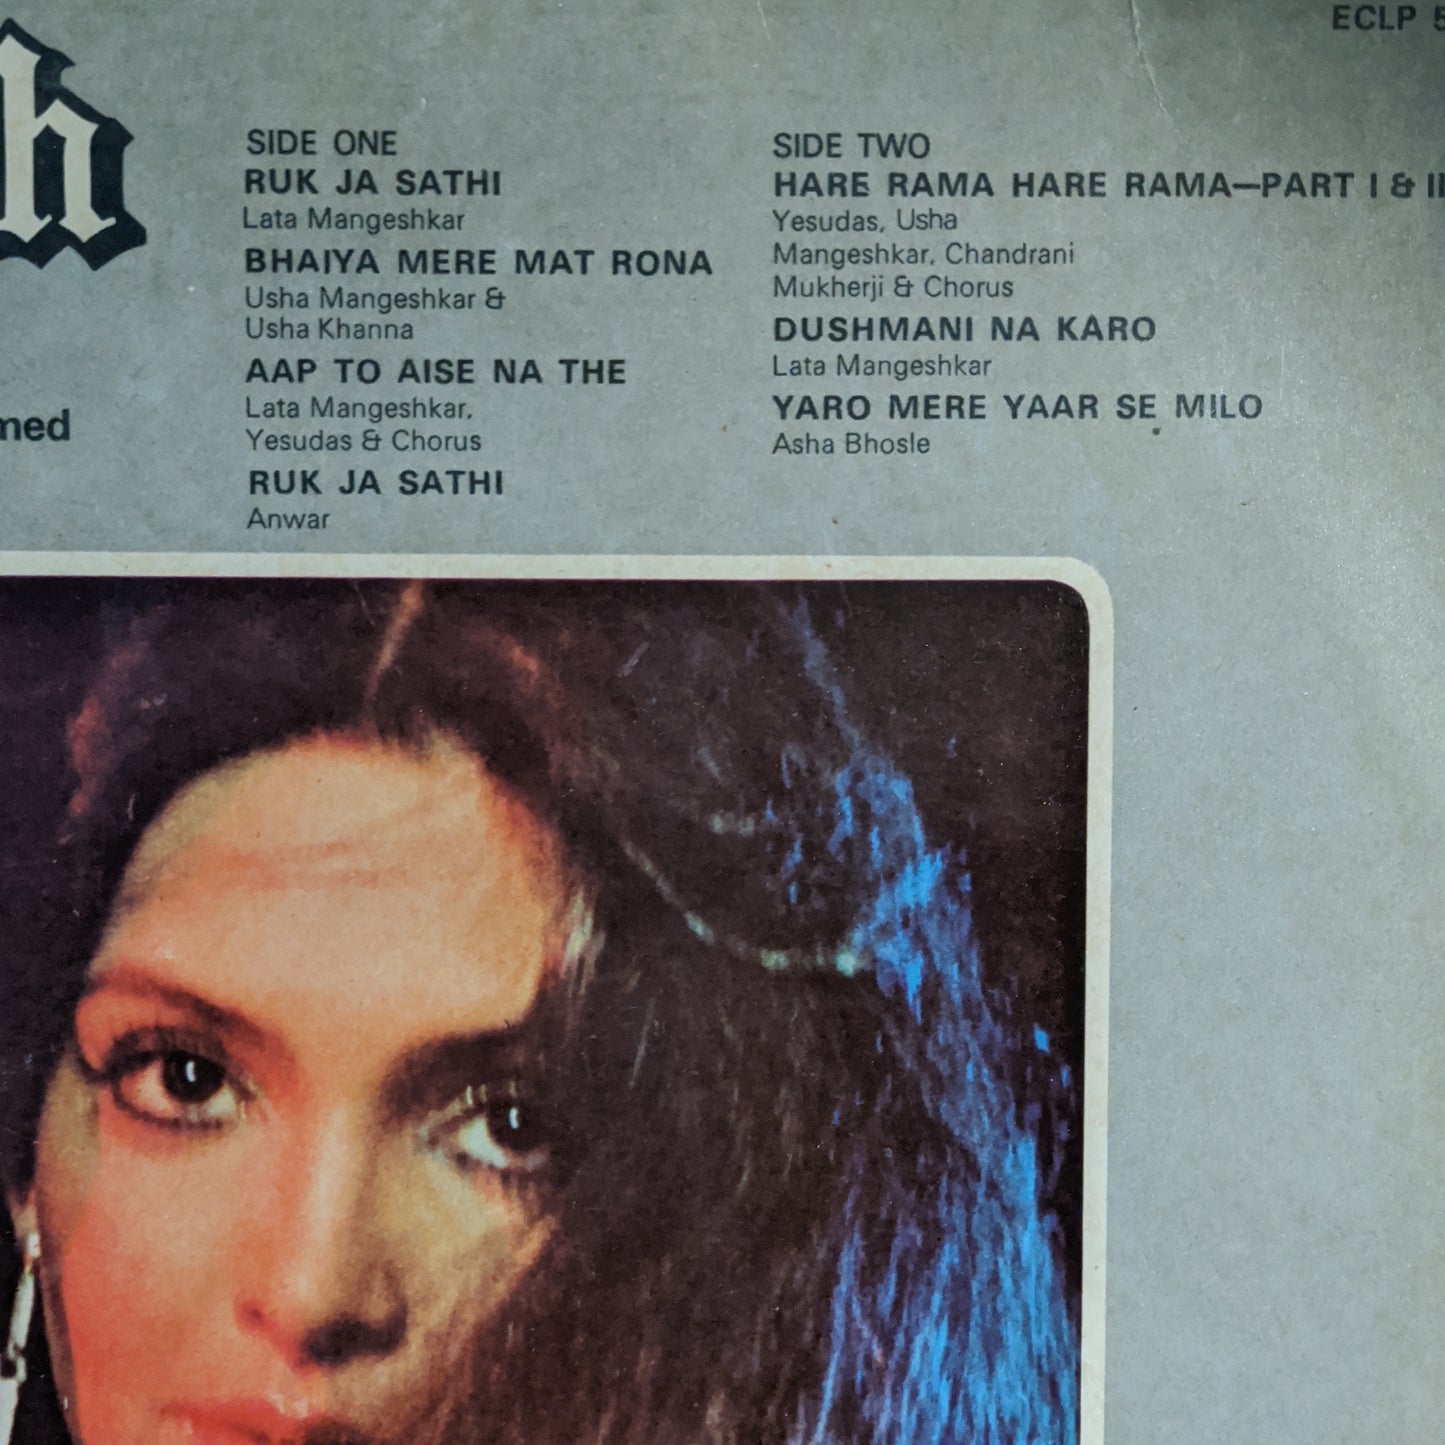 h
ECLP 5
SIDE ONE
RUK JA SATHI
Lata Mangeshkar
BHAIYA MERE MAT RONA
Usha Mangeshkar &
Usha Khanna
AAP TO AISE NA THE
Lata Mangeshkar,
Yesudas & Chorus
RUK JA SATHI
Anwar
SIDE TWO
HARE RAMA HARE RAMA—PART I & II
Yesudas, Usha
Mangeshkar, Chandrani
Mukherji & Chorus
DUSHMANI NA KARO
Lata Mangeshkar
YARO MERE YAAR SE MILO
Asha Bhosle
med